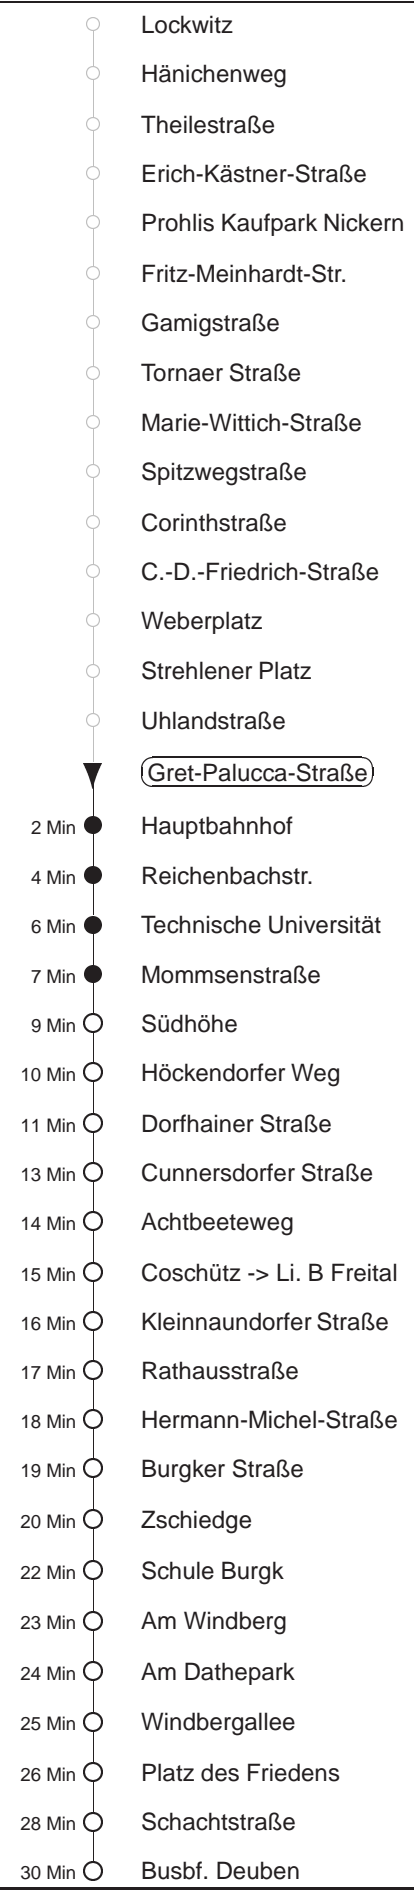 Lockwitz
Hänichenweg
Theilestraße
Erich-Kästner-Straße
Prohlis Kaufpark Nickern
Fritz-Meinhardt-Str.
Gamigstraße
Tornaer Straße
Marie-Wittich-Straße
Spitzwegstraße
Corinthstraße
C.-D.-Friedrich-Straße
Weberplatz
Strehlener Platz
Uhlandstraße
Gret-Palucca-Straße
2 Min Hauptbahnhof
4 Min Reichenbachstr.
6 Min Technische Universität
7 Min Mommsenstraße
9 Min Südhöhe
10 Min Höckendorfer Weg
11 Min Dorfhainer Straße
13 Min Cunnersdorfer Straße
14 Min Achtbeeteweg
15 Min Coschütz -> Li. B Freital
16 Min Kleinnaundorfer Straße
17 Min Rathausstraße
18 Min Hermann-Michel-Straße
19 Min Burgker Straße
20 Min Zschiedge
22 Min Schule Burgk
23 Min Am Windberg
24 Min Am Dathepark
25 Min Windbergallee
26 Min Platz des Friedens
28 Min Schachtstraße
30 Min Busbf. Deuben